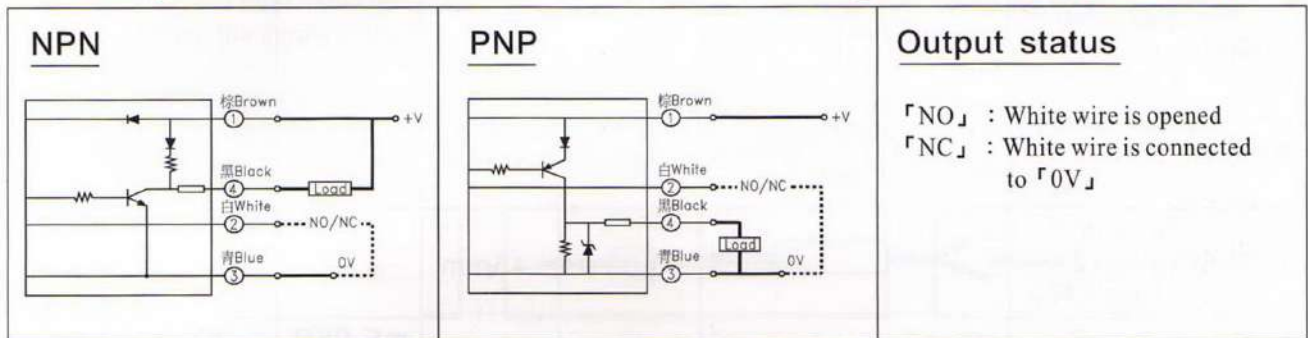 NPN
棕Brown
①
+V
黑Black
④
Load
白White
②
NO/NC
青Blue
③
0V
PNP
棕Brown
①
+V
白White
②
NO/NC
黑Black
④
Load
青Blue
③
0V
Output status
「NO」：White wire is opened
「NC」：White wire is connected
to「0V」